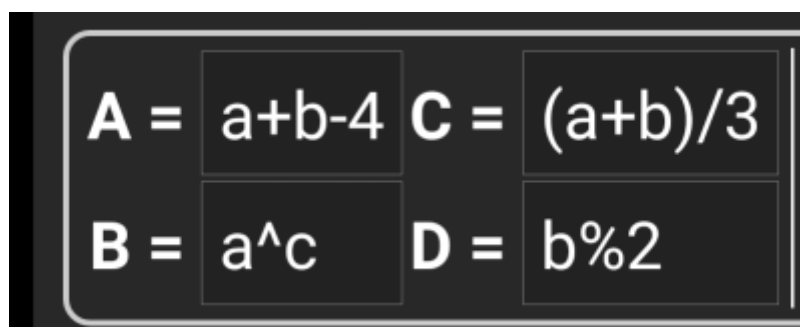 A = a+b-4 C = (a+b)/3
B = a^c D = b%2